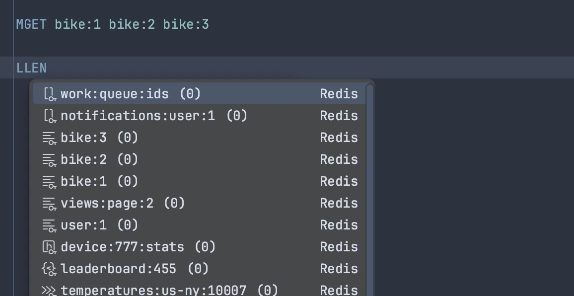 MGET bike:1 bike:2 bike:3
LLEN
work:queue:ids (0) Redis
notifications:user:1 (0) Redis
bike:3 (0) Redis
bike:2 (0) Redis
bike:1 (0) Redis
views:page:2 (0) Redis
user:1 (0) Redis
device:777:stats (0) Redis
leaderboard:455 (0) Redis
temperatures:us-ny:10007 (0) Redis